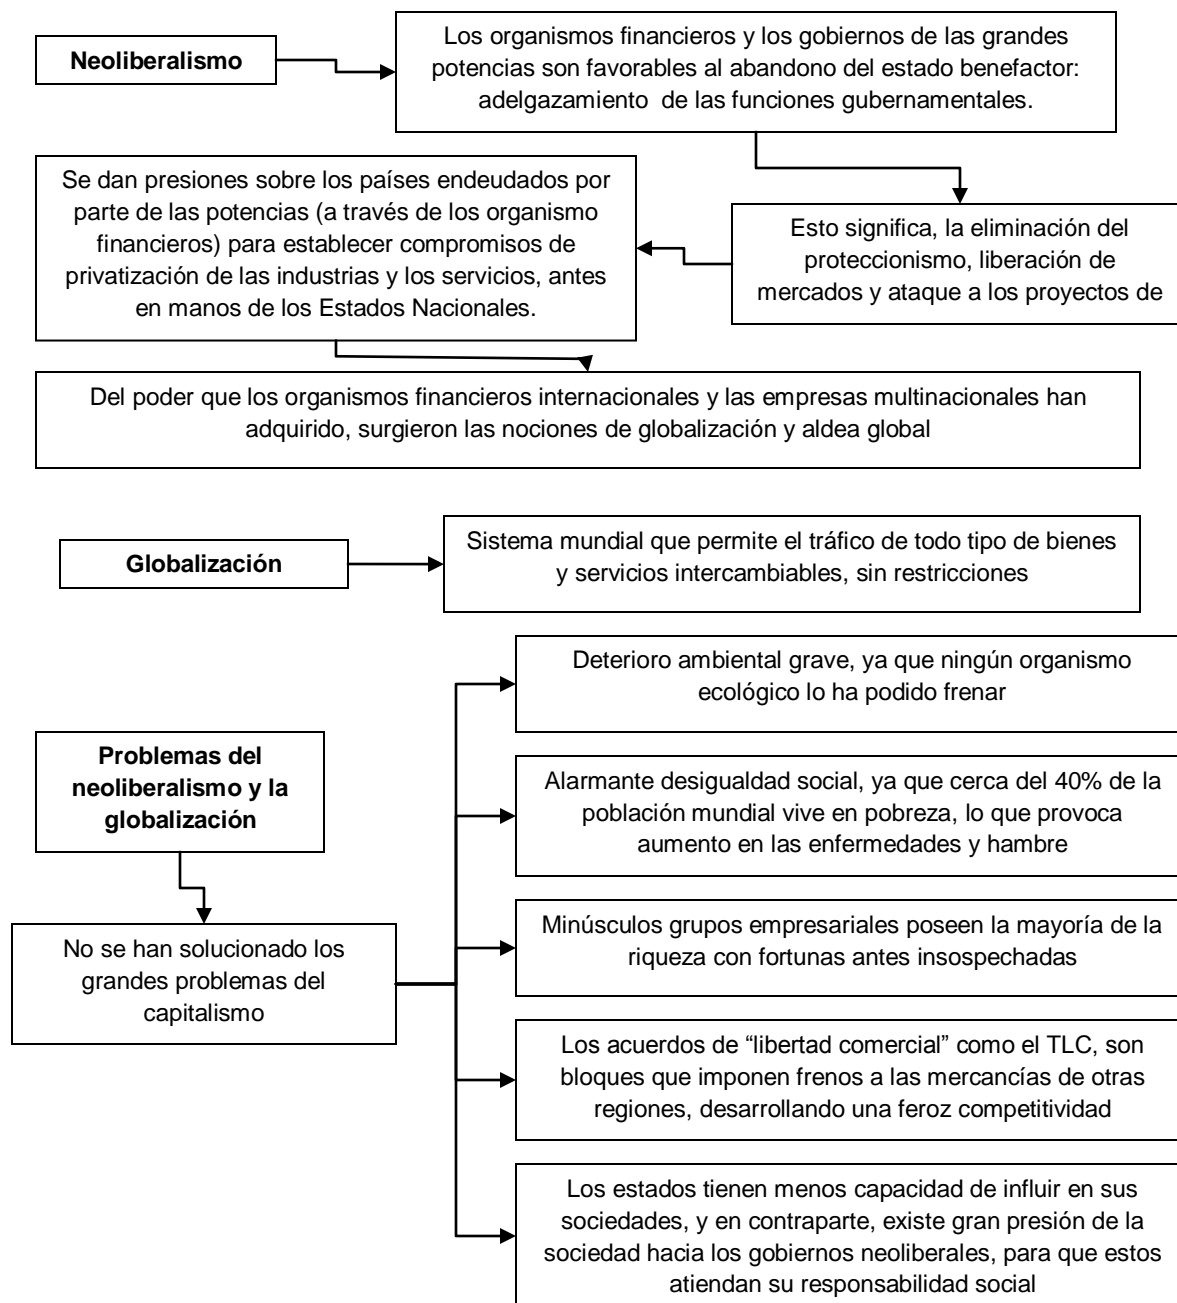 Neoliberalismo
Los organismos financieros y los gobiernos de las grandes
potencias son favorables al abandono del estado benefactor:
adelgazamiento  de las funciones gubernamentales.
Esto significa, la eliminación del
proteccionismo, liberación de
mercados y ataque a los proyectos de
Se dan presiones sobre los países endeudados por
parte de las potencias (a través de los organismo
financieros) para establecer compromisos de
privatización de las industrias y los servicios, antes
en manos de los Estados Nacionales.
Del poder que los organismos financieros internacionales y las empresas multinacionales han
adquirido, surgieron las nociones de globalización y aldea global
Globalización
Sistema mundial que permite el tráfico de todo tipo de bienes
y servicios intercambiables, sin restricciones
Problemas del
neoliberalismo y la
globalización
No se han solucionado los
grandes problemas del
capitalismo
Deterioro ambiental grave, ya que ningún organismo
ecológico lo ha podido frenar
Alarmante desigualdad social, ya que cerca del 40% de la
población mundial vive en pobreza, lo que provoca
aumento en las enfermedades y hambre
Minúsculos grupos empresariales poseen la mayoría de la
riqueza con fortunas antes insospechadas
Los acuerdos de “libertad comercial” como el TLC, son
bloques que imponen frenos a las mercancías de otras
regiones, desarrollando una feroz competitividad
Los estados tienen menos capacidad de influir en sus
sociedades, y en contraparte, existe gran presión de la
sociedad hacia los gobiernos neoliberales, para que estos
atiendan su responsabilidad social